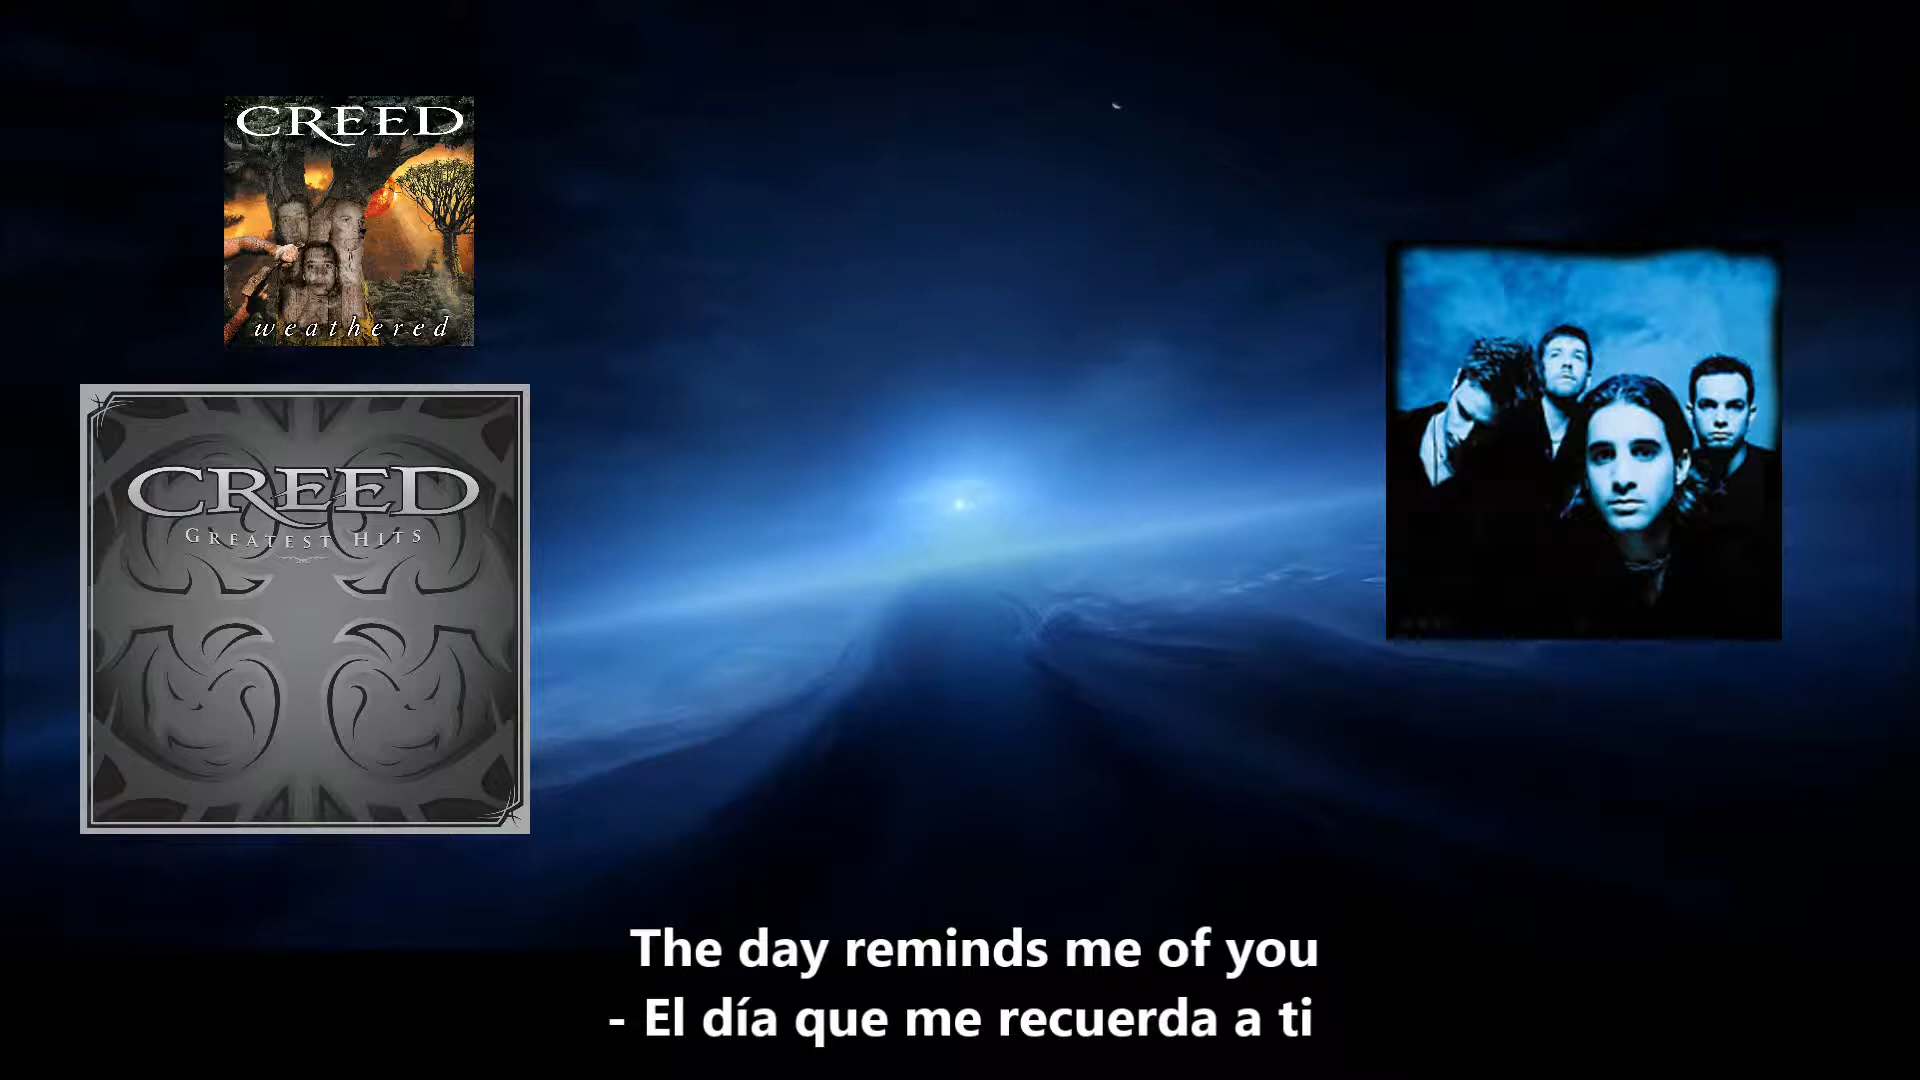 CREED
weathered
CREED
GREATEST HITS
The day reminds me of you
- El día que me recuerda a ti